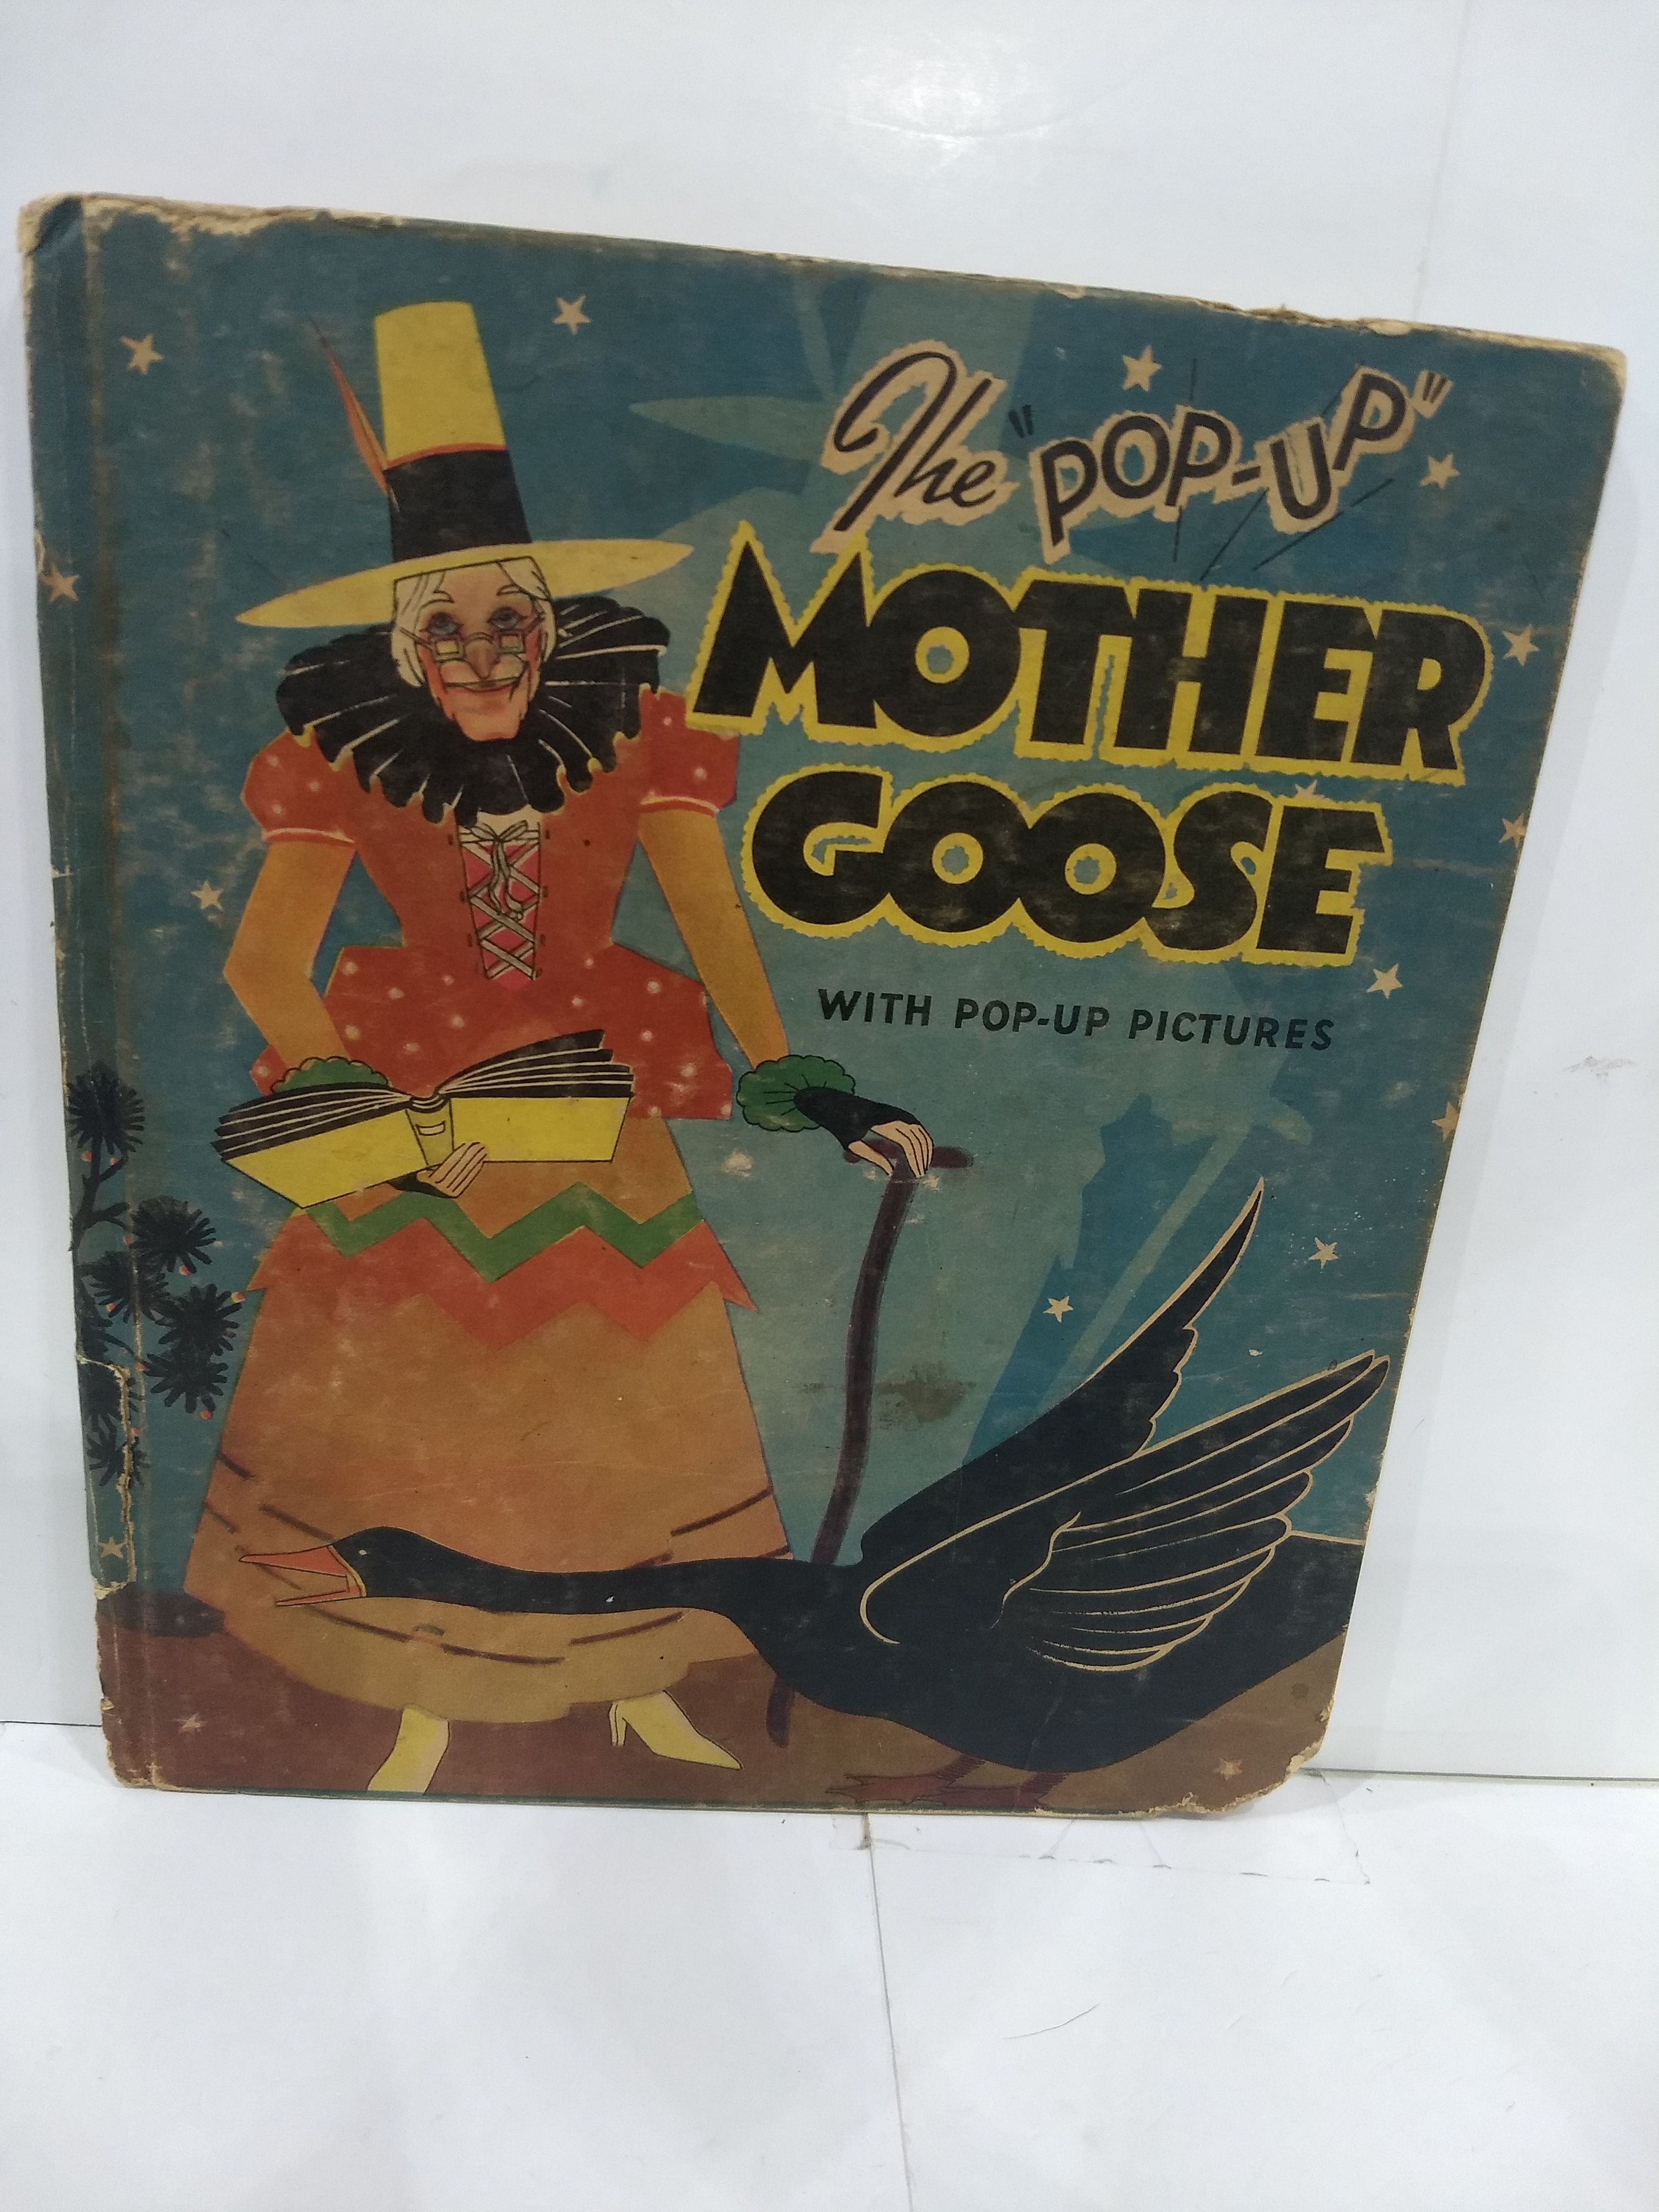 The "POP-UP"
MOTHER
GOOSE
WITH POP-UP PICTURES